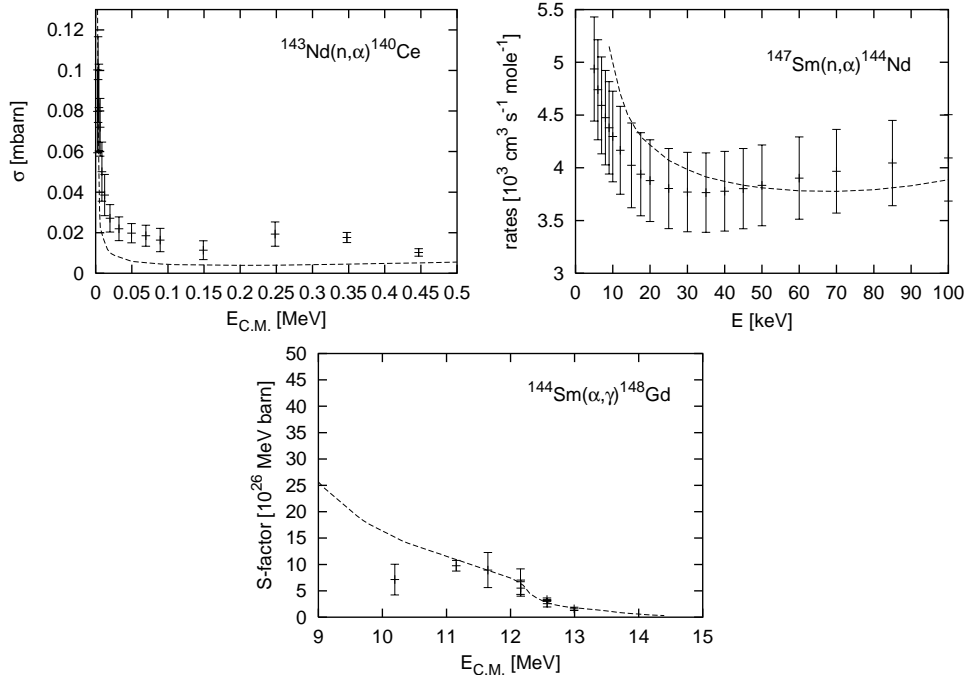 ¹⁴³Nd(n,α)¹⁴⁰Ce
σ [mbarn]
0.12
0.1
0.08
0.06
0.04
0.02
0
0 0.05 0.1 0.15 0.2 0.25 0.3 0.35 0.4 0.45 0.5
E_C.M. [MeV]
¹⁴⁷Sm(n,α)¹⁴⁴Nd
rates [10³ cm³ s⁻¹ mole⁻¹]
5.5
5
4.5
4
3.5
3
0 10 20 30 40 50 60 70 80 90 100
E [keV]
¹⁴⁴Sm(α,γ)¹⁴⁸Gd
S-factor [10²⁶ MeV barn]
50
45
40
35
30
25
20
15
10
5
0
9 10 11 12 13 14 15
E_C.M. [MeV]